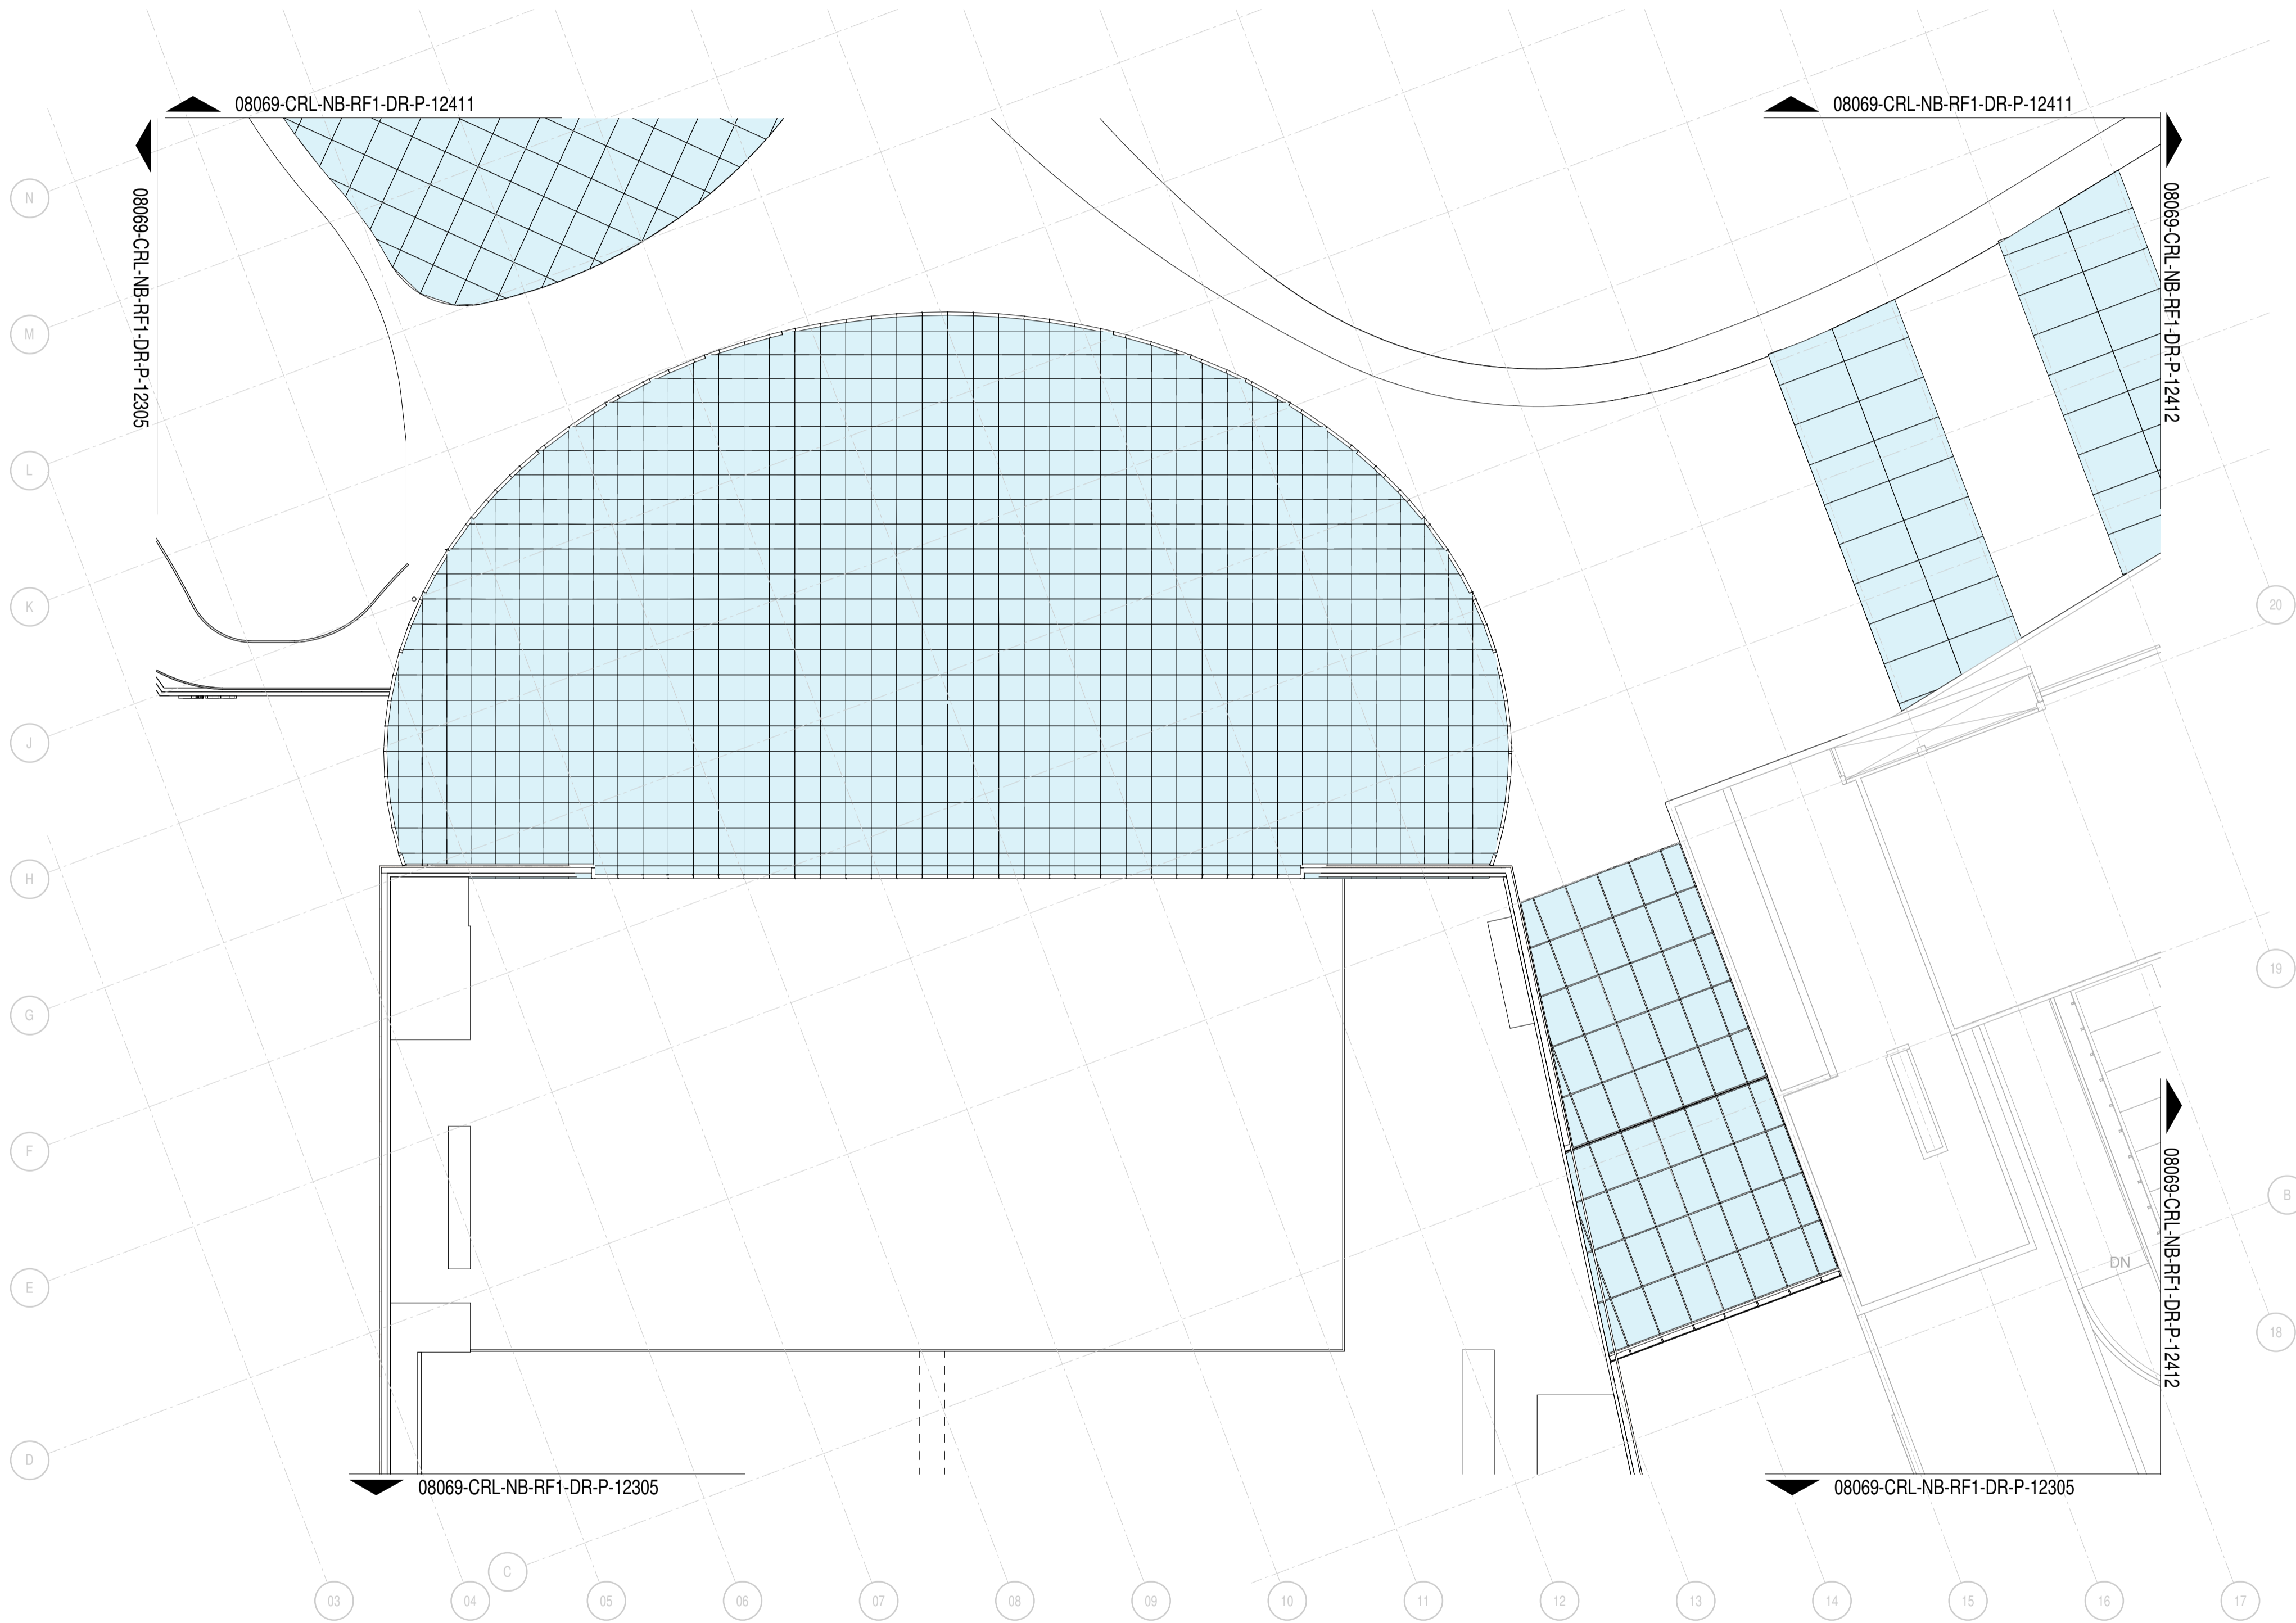 08069-CRL-NB-RF1-DR-P-12411
08069-CRL-NB-RF1-DR-P-12411
08069-CRL-NB-RF1-DR-P-12305
08069-CRL-NB-RF1-DR-P-12412
N
M
L
K
J
H
G
F
E
D
20
19
B
18
DN
08069-CRL-NB-RF1-DR-P-12412
08069-CRL-NB-RF1-DR-P-12305
08069-CRL-NB-RF1-DR-P-12305
C
03
04
05
06
07
08
09
10
11
12
13
14
15
16
17